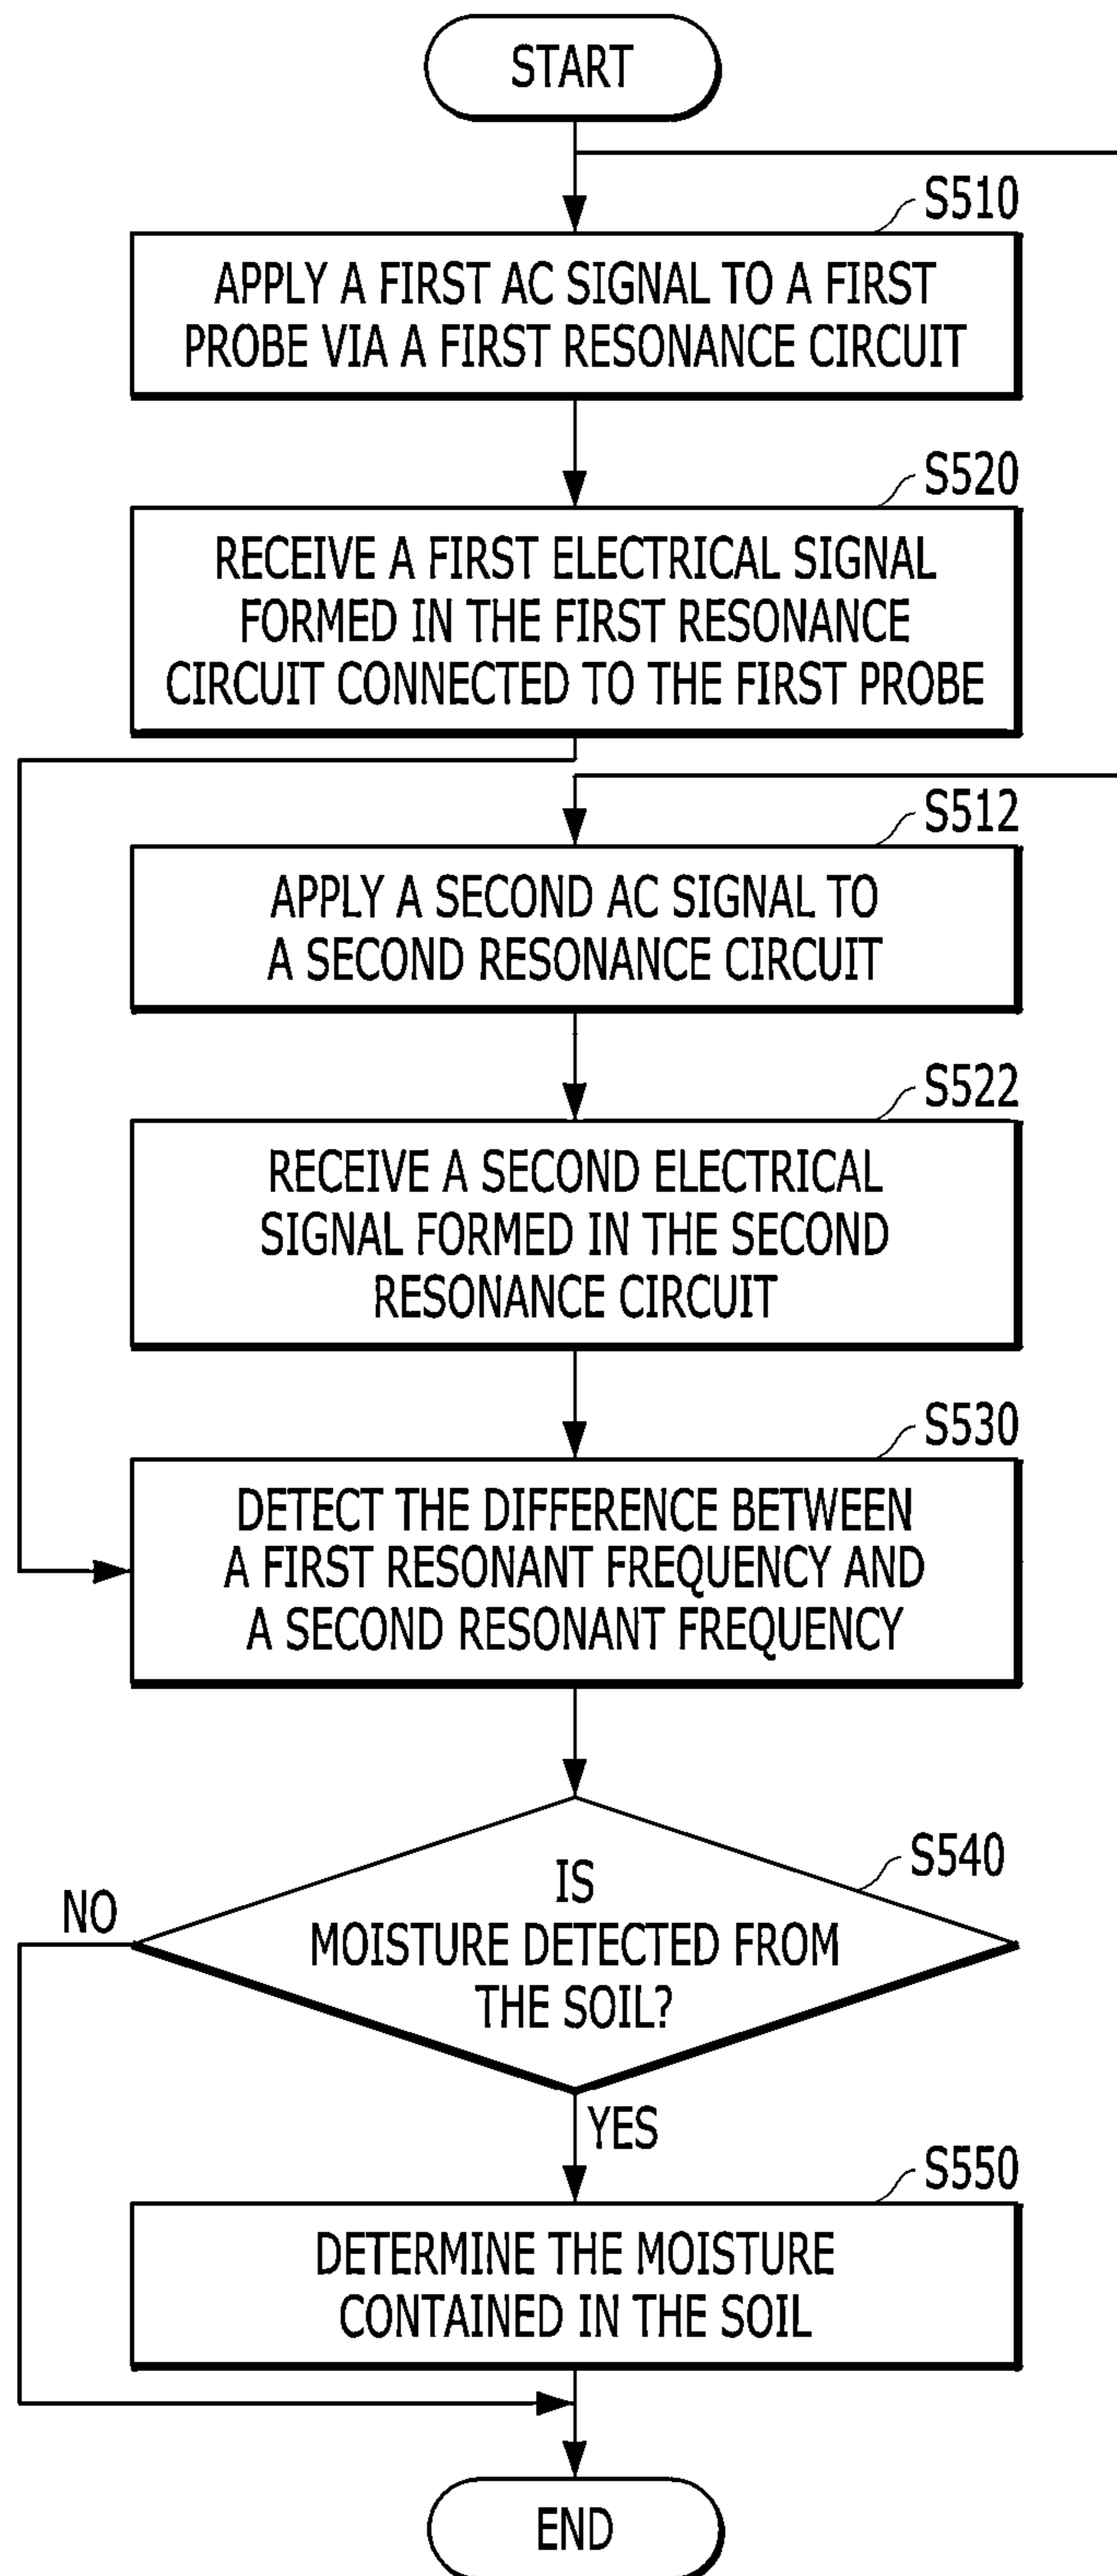 START
S510
APPLY A FIRST AC SIGNAL TO A FIRST
PROBE VIA A FIRST RESONANCE CIRCUIT
S520
RECEIVE A FIRST ELECTRICAL SIGNAL
FORMED IN THE FIRST RESONANCE
CIRCUIT CONNECTED TO THE FIRST PROBE
S512
APPLY A SECOND AC SIGNAL TO
A SECOND RESONANCE CIRCUIT
S522
RECEIVE A SECOND ELECTRICAL
SIGNAL FORMED IN THE SECOND
RESONANCE CIRCUIT
S530
DETECT THE DIFFERENCE BETWEEN
A FIRST RESONANT FREQUENCY AND
A SECOND RESONANT FREQUENCY
S540
NO
IS
MOISTURE DETECTED FROM
THE SOIL?
YES
S550
DETERMINE THE MOISTURE
CONTAINED IN THE SOIL
END